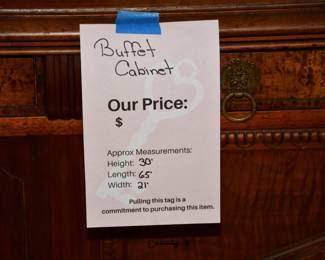 Buffet
Cabinet
Our Price:
$
Approx Measurements:
Height: 30"
Length: 65"
Width: 21"
Pulling this tag is a
commitment to purchasing this item.